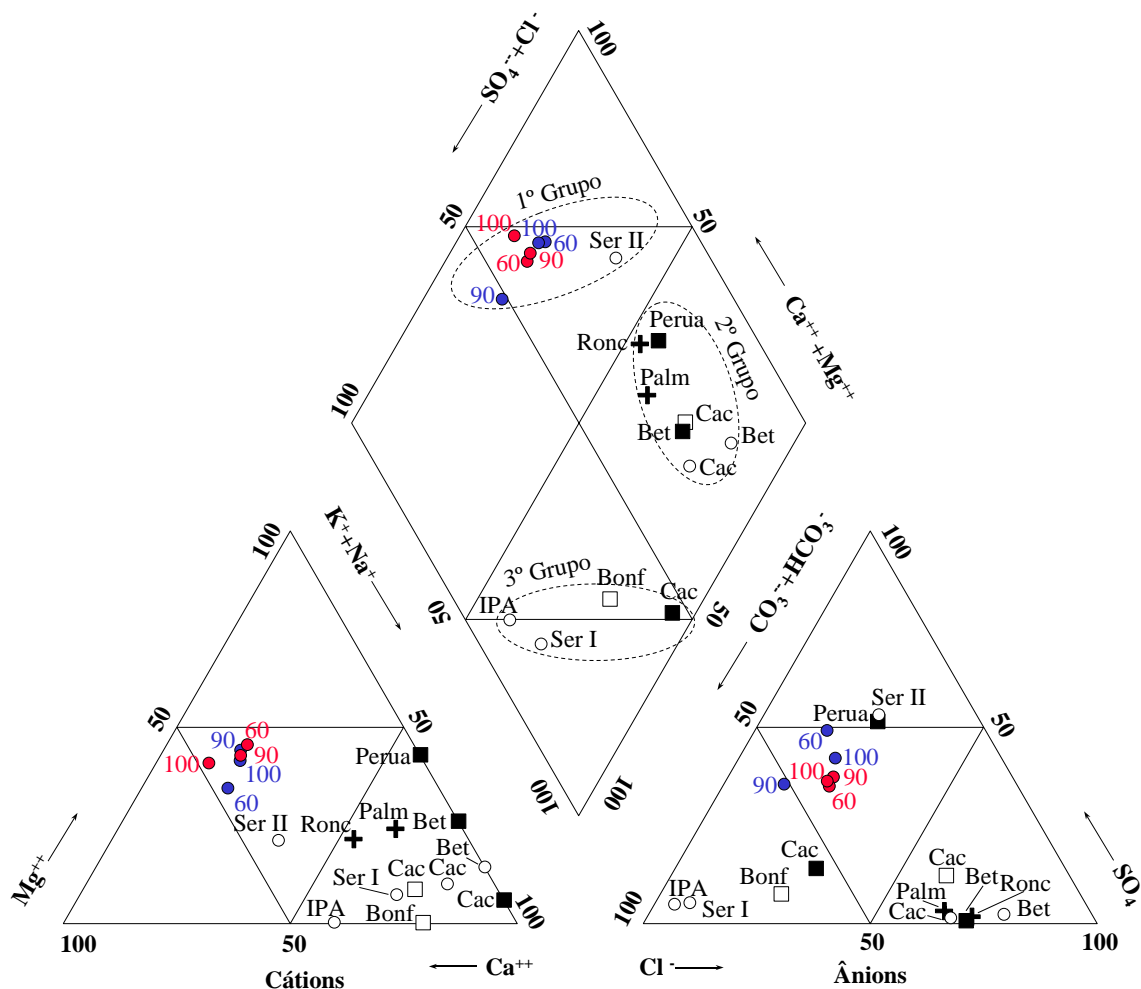 100
SO₄⁻⁻+Cl⁻
1º Grupo
50
100
100
60
50
Ser II
60
90
90
Ca⁺⁺+Mg⁺⁺
2º Grupo
Perua
Ronc
Palm
100
Cac
Bet
Bet
Cac
K⁺+Na⁺
CO₃⁻⁻+HCO₃⁻
100
100
3º Grupo
Bonf
Cac
IPA
50
50
Ser I
Ser II
Perua
50
60
50
50
60
50
90
90
Perua
100
100
100
90
100
90
60
60
100
100
Ser II
Ronc
Palm
Bet
Bet
Mg⁺⁺
Cac
Cac
Ser I
Cac
IPA
Bonf
100
Cac
Bonf
IPA
Ser I
100
Cac
Bet
Palm
Ronc
Cac
Bet
SO₄
100
50
50
100
Cátions
Ca⁺⁺
Cl⁻
Ânions